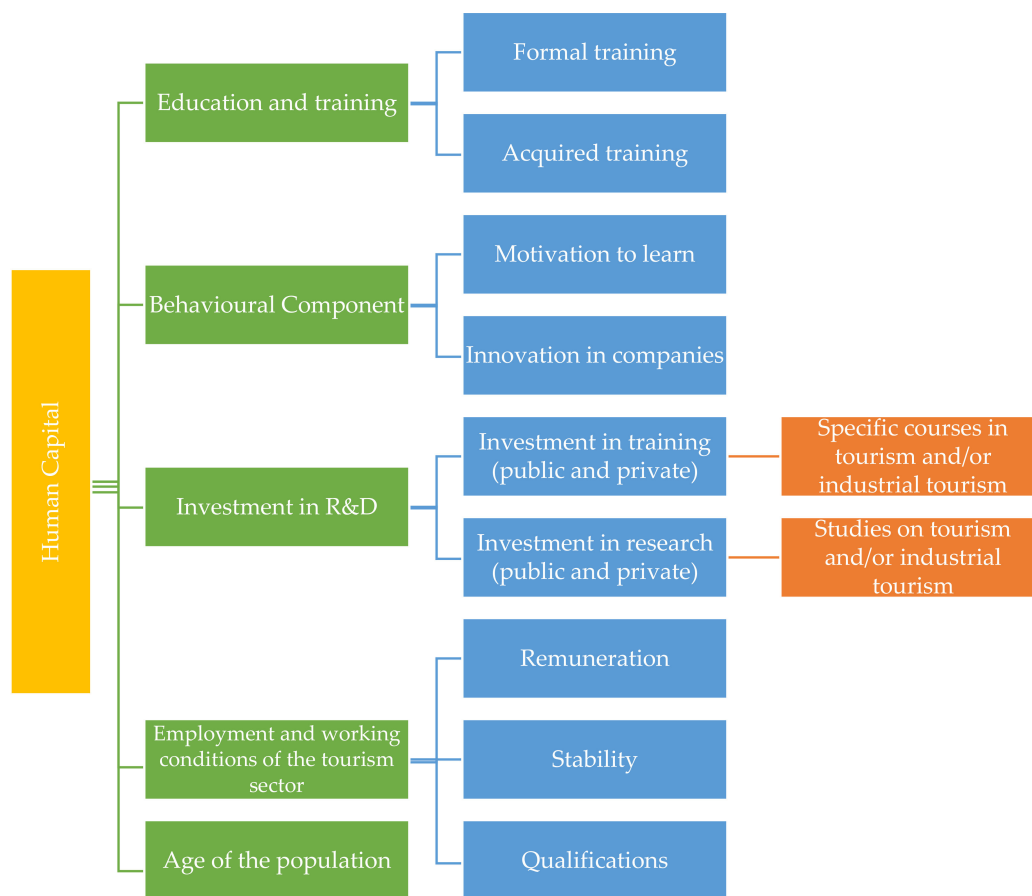 Human Capital
Education and training
Formal training
Acquired training
Behavioural Component
Motivation to learn
Innovation in companies
Investment in R&D
Investment in training
(public and private)
Specific courses in
tourism and/or
industrial tourism
Investment in research
(public and private)
Studies on tourism
and/or industrial
tourism
Employment and working
conditions of the tourism
sector
Remuneration
Stability
Qualifications
Age of the population